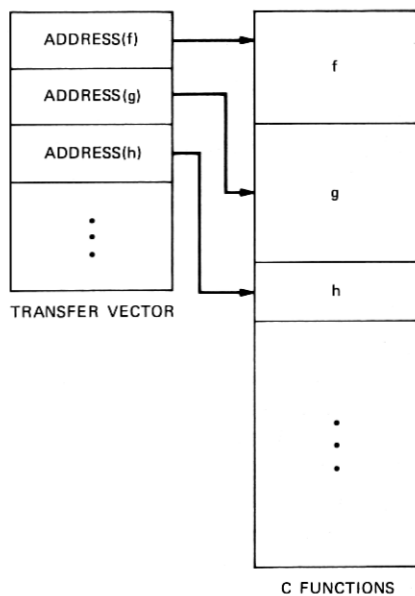 ADDRESS(f)
ADDRESS(g)
ADDRESS(h)
TRANSFER VECTOR
f
g
h
C FUNCTIONS